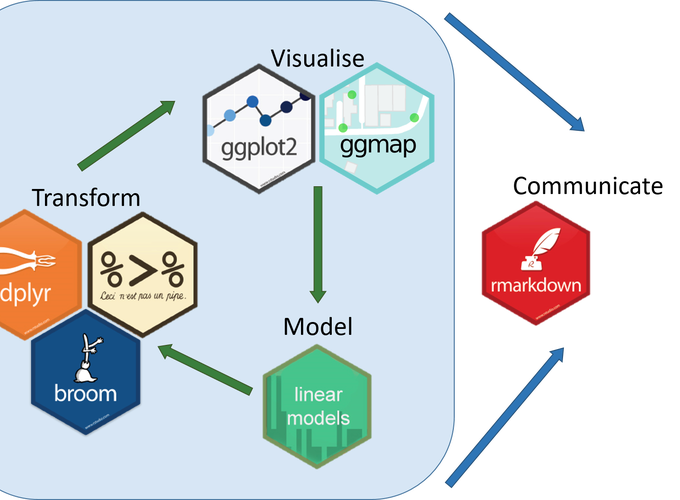 Visualise
ggplot2
ggmap
Communicate
Transform
rmarkdown
dplyr
%>%
Ceci n'est pas un pipe.
broom
Model
linear
models